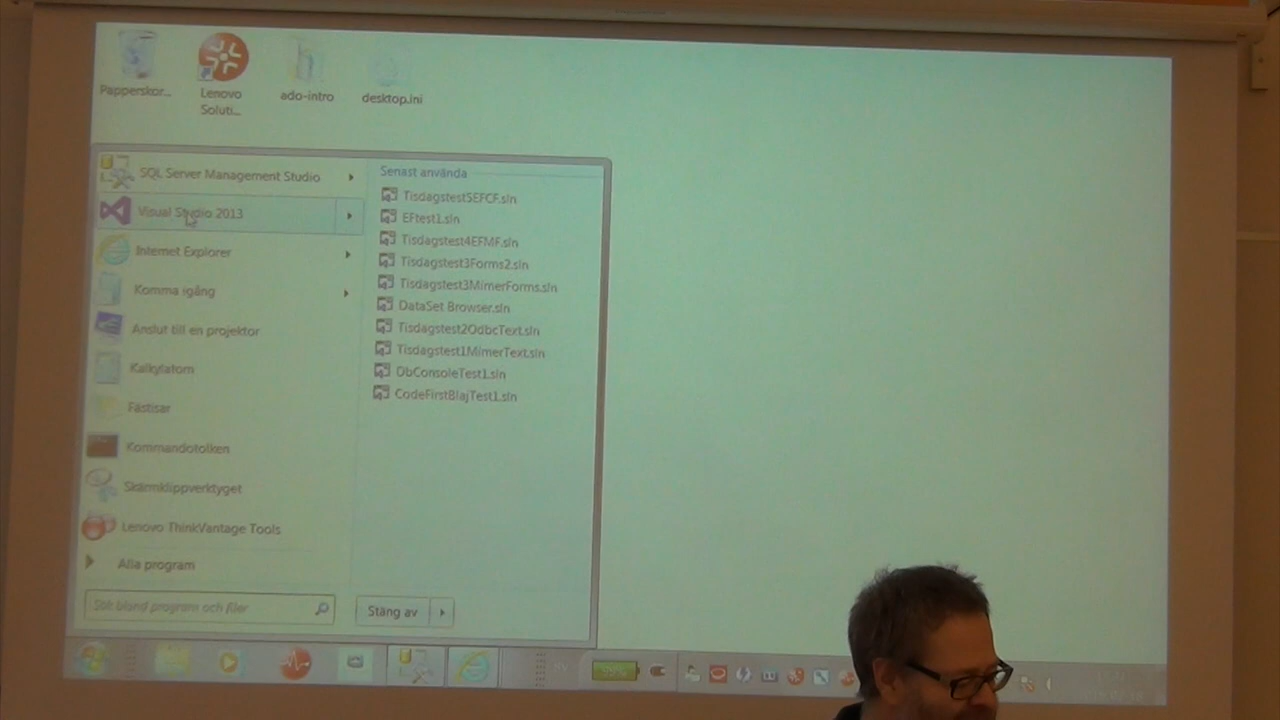 Papperskor...
Lenovo
Soluti...
ado-intro
desktop.ini
SQL Server Management Studio
Visual Studio 2013
Internet Explorer
Komma igång
Anslut till en projektor
Kalkylatorn
Fästisar
Kommandotolken
Skärmklippverktyget
Lenovo ThinkVantage Tools
Alla program
Sök bland program och filer
Senast använda
Tisdagstest5EFCF.sln
EFtest1.sln
Tisdagstest4EFMF.sln
Tisdagstest3Forms2.sln
Tisdagstest3MimerForms.sln
DataSet Browser.sln
Tisdagstest2OdbcText.sln
Tisdagstest1MimerText.sln
DbConsoleTest1.sln
CodeFirstBlajTest1.sln
Stäng av